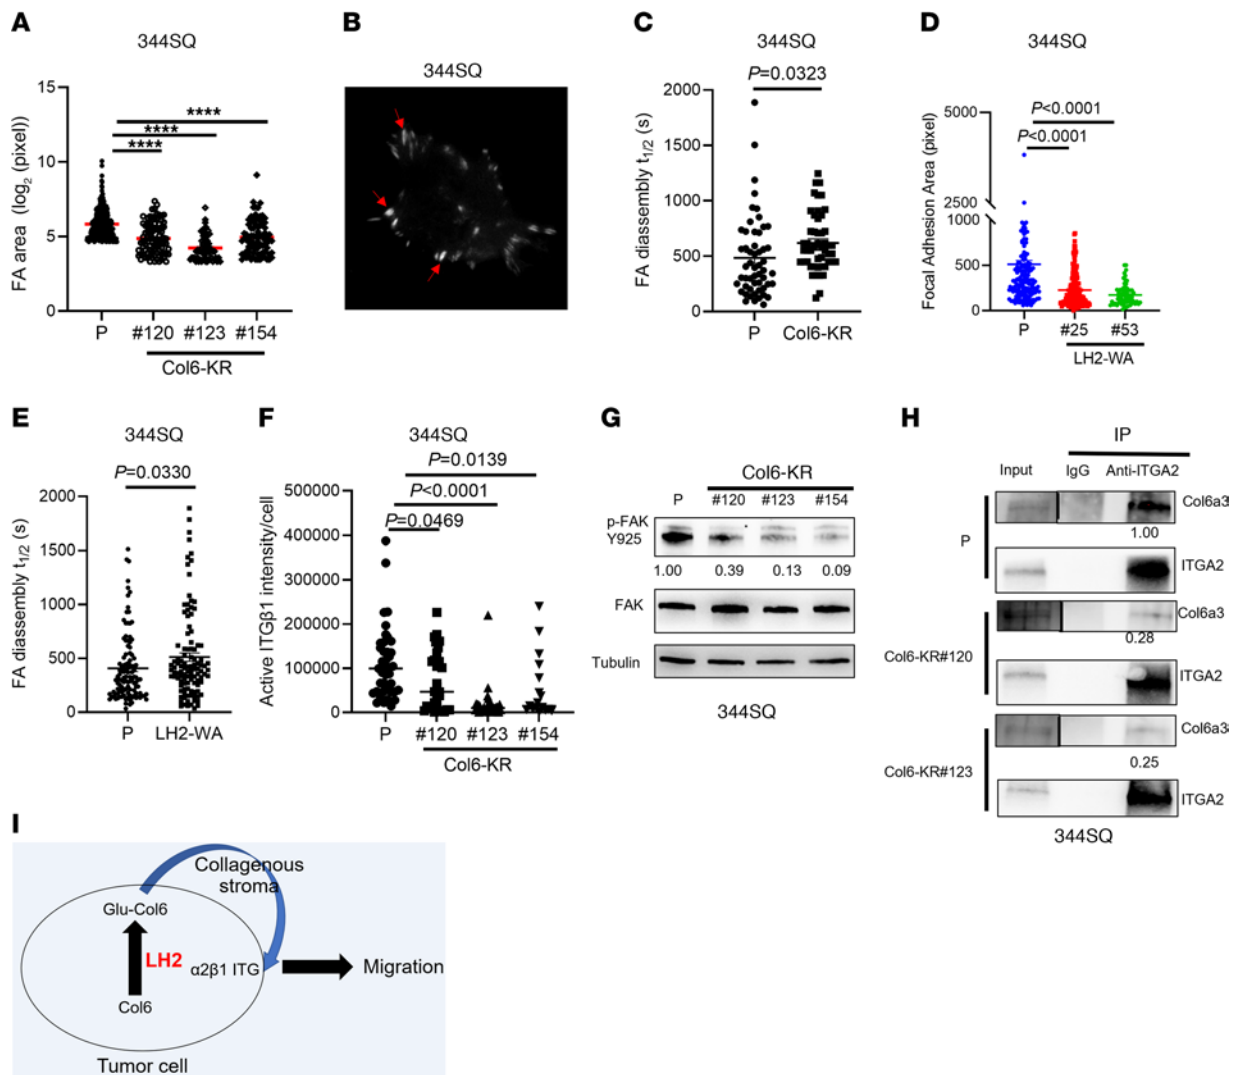 A
344SQ
FA area (log2 (pixel))
15
10
5
0
****
****
****
P
#120
#123
#154
Col6-KR
B
344SQ
C
344SQ
P=0.0323
FA diassembly t1/2 (s)
2000
1500
1000
500
0
P
Col6-KR
D
344SQ
Focal Adhesion Area (pixel)
5000
2500
1000
500
0
P<0.0001
P<0.0001
P
#25
#53
LH2-WA
E
344SQ
P=0.0330
FA diassembly t1/2 (s)
2000
1500
1000
500
0
P
LH2-WA
F
344SQ
P=0.0139
P<0.0001
P=0.0469
Active ITGβ1 intensity/cell
500000
400000
300000
200000
100000
0
P
#120
#123
#154
Col6-KR
G
Col6-KR
P
#120
#123
#154
p-FAK
Y925
1.00
0.39
0.13
0.09
FAK
Tubulin
344SQ
H
IP
Input
IgG
Anti-ITGA2
P
Col6a3
1.00
ITGA2
Col6-KR#120
Col6a3
0.28
ITGA2
Col6-KR#123
Col6a3
0.25
ITGA2
344SQ
I
Collagenous
stroma
Glu-Col6
LH2
α2β1 ITG
Migration
Col6
Tumor cell